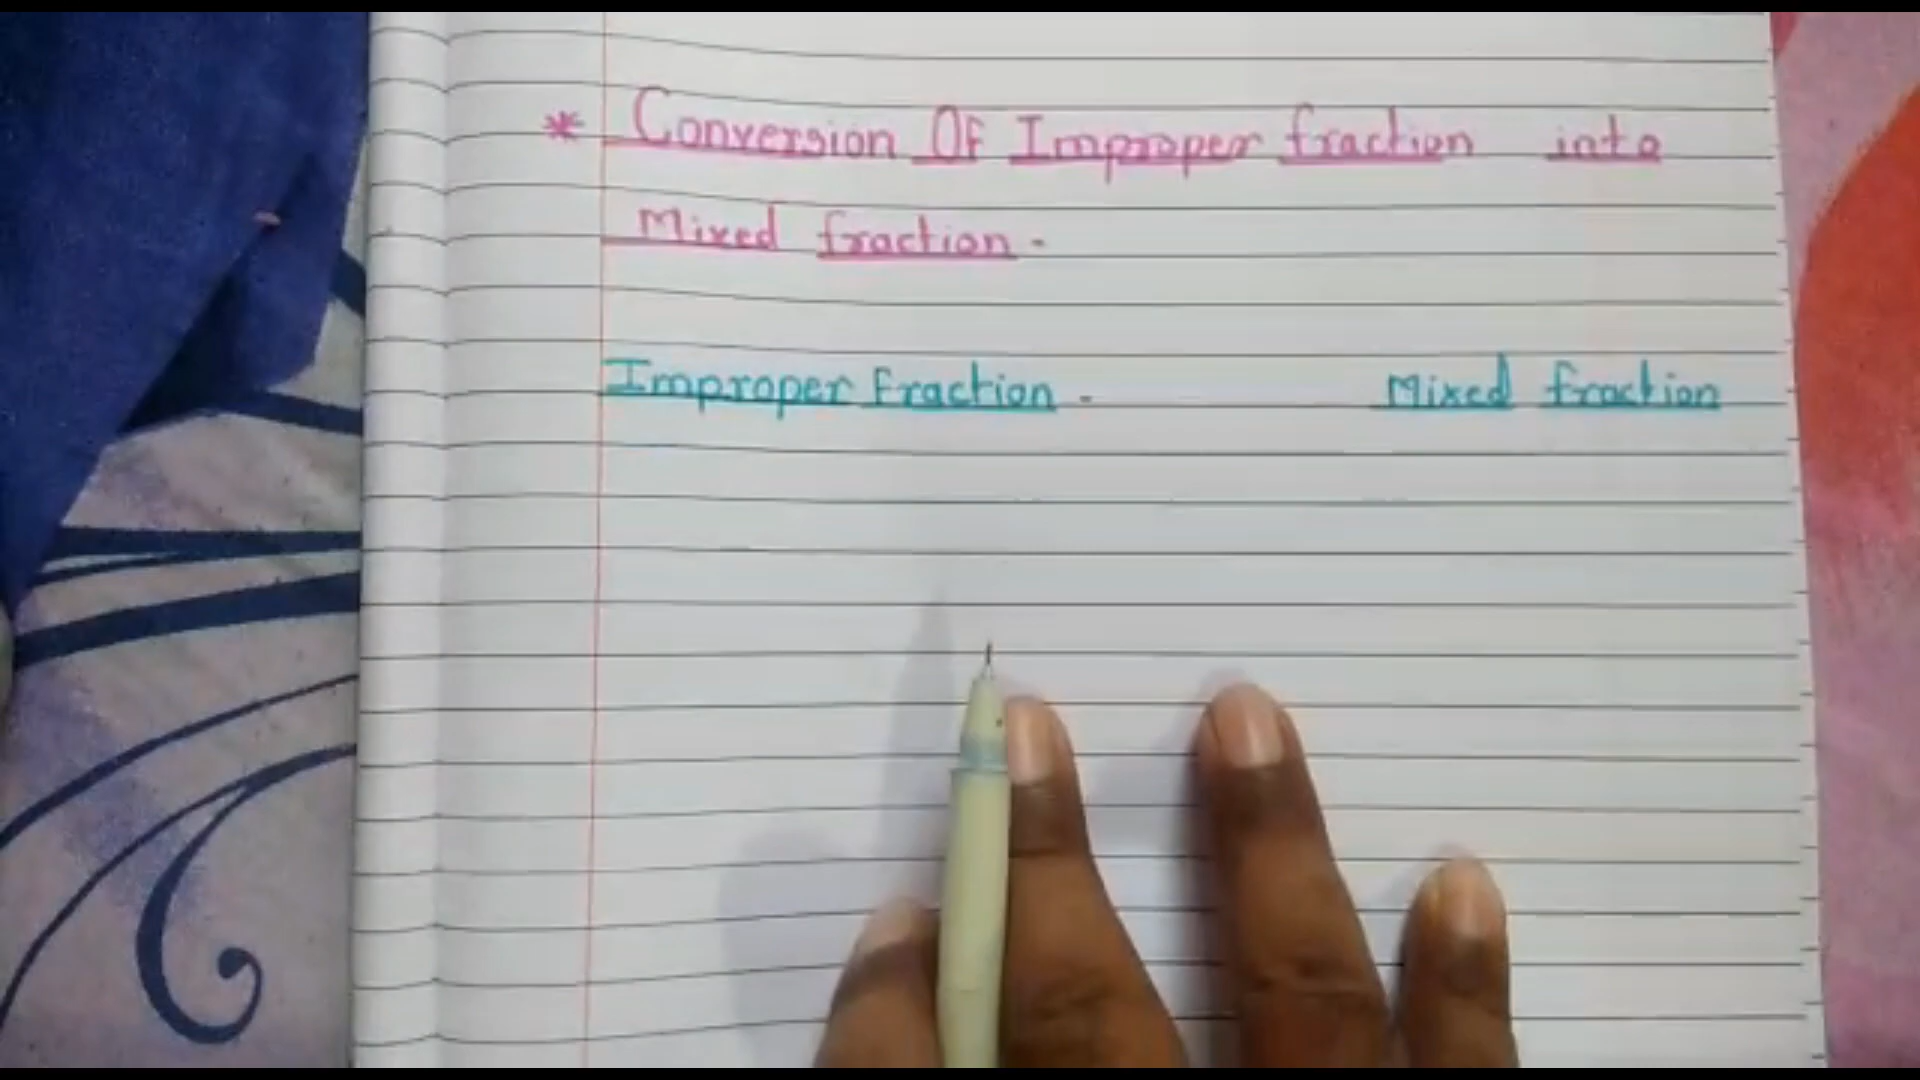 * Conversion Of Improper fraction into
Mixed fraction.
Improper Fraction. Mixed fraction